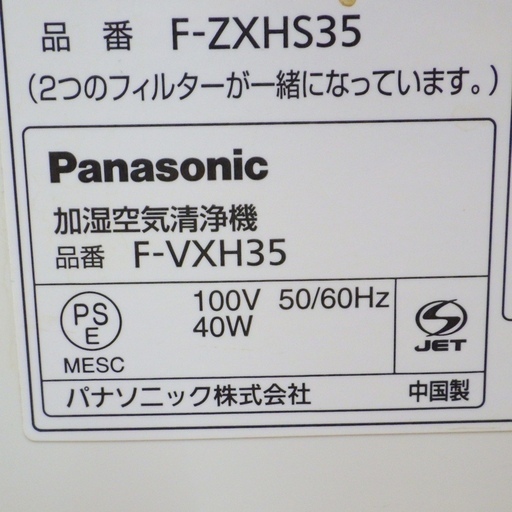 品 番 F-ZXHS35
(2つのフィルターが一緒になっています。)
Panasonic
加湿空気清浄機
品番 F-VXH35
PS
E
MESC
100V 50/60Hz
40W
S
JET
パナソニック株式会社 中国製